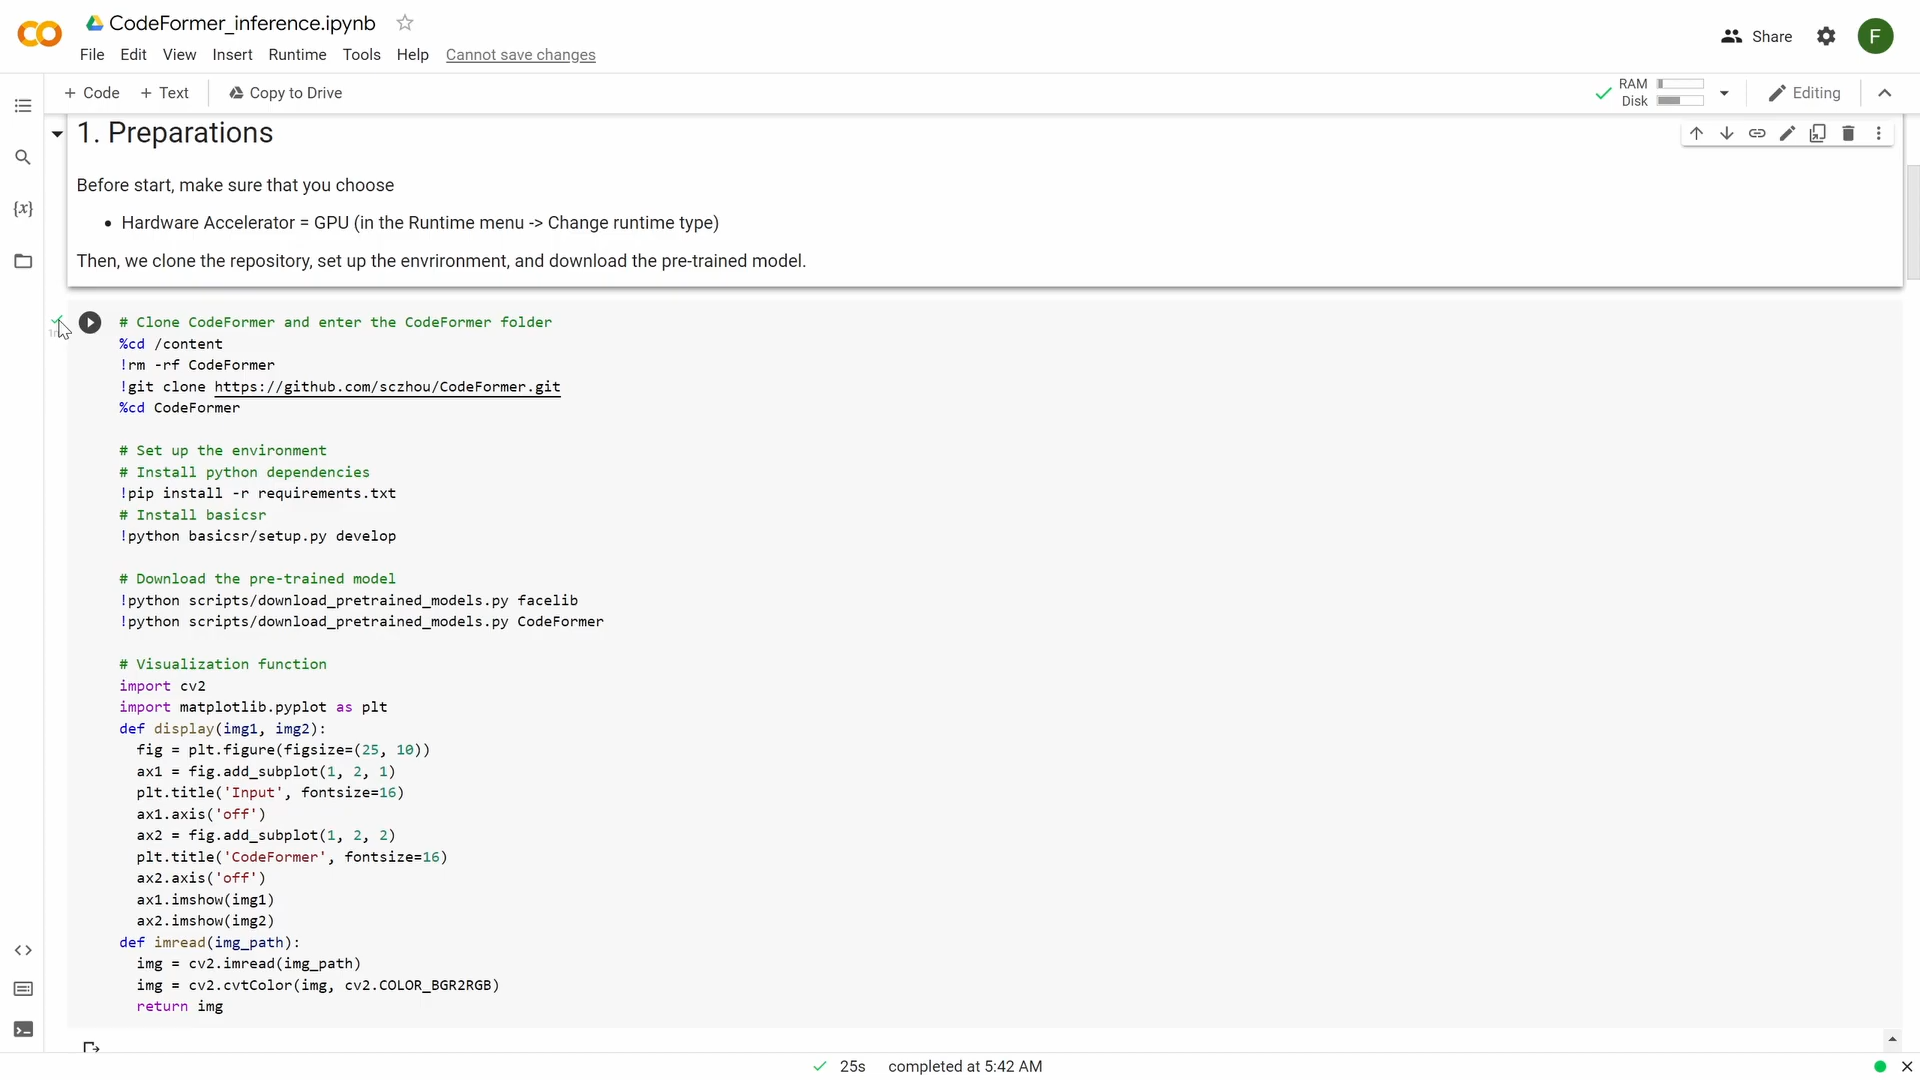 CodeFormer_inference.ipynb
File Edit View Insert Runtime Tools Help Cannot save changes
Share
F
+ Code + Text Copy to Drive
RAM
Disk
Editing
1. Preparations
Before start, make sure that you choose
• Hardware Accelerator = GPU (in the Runtime menu -> Change runtime type)
Then, we clone the repository, set up the envrironment, and download the pre-trained model.
# Clone CodeFormer and enter the CodeFormer folder
%cd /content
!rm -rf CodeFormer
!git clone https://github.com/sczhou/CodeFormer.git
%cd CodeFormer
# Set up the environment
# Install python dependencies
!pip install -r requirements.txt
# Install basicsr
!python basicsr/setup.py develop
# Download the pre-trained model
!python scripts/download_pretrained_models.py facelib
!python scripts/download_pretrained_models.py CodeFormer
# Visualization function
import cv2
import matplotlib.pyplot as plt
def display(img1, img2):
  fig = plt.figure(figsize=(25, 10))
  ax1 = fig.add_subplot(1, 2, 1)
  plt.title('Input', fontsize=16)
  ax1.axis('off')
  ax2 = fig.add_subplot(1, 2, 2)
  plt.title('CodeFormer', fontsize=16)
  ax2.axis('off')
  ax1.imshow(img1)
  ax2.imshow(img2)
def imread(img_path):
  img = cv2.imread(img_path)
  img = cv2.cvtColor(img, cv2.COLOR_BGR2RGB)
  return img
25s completed at 5:42 AM